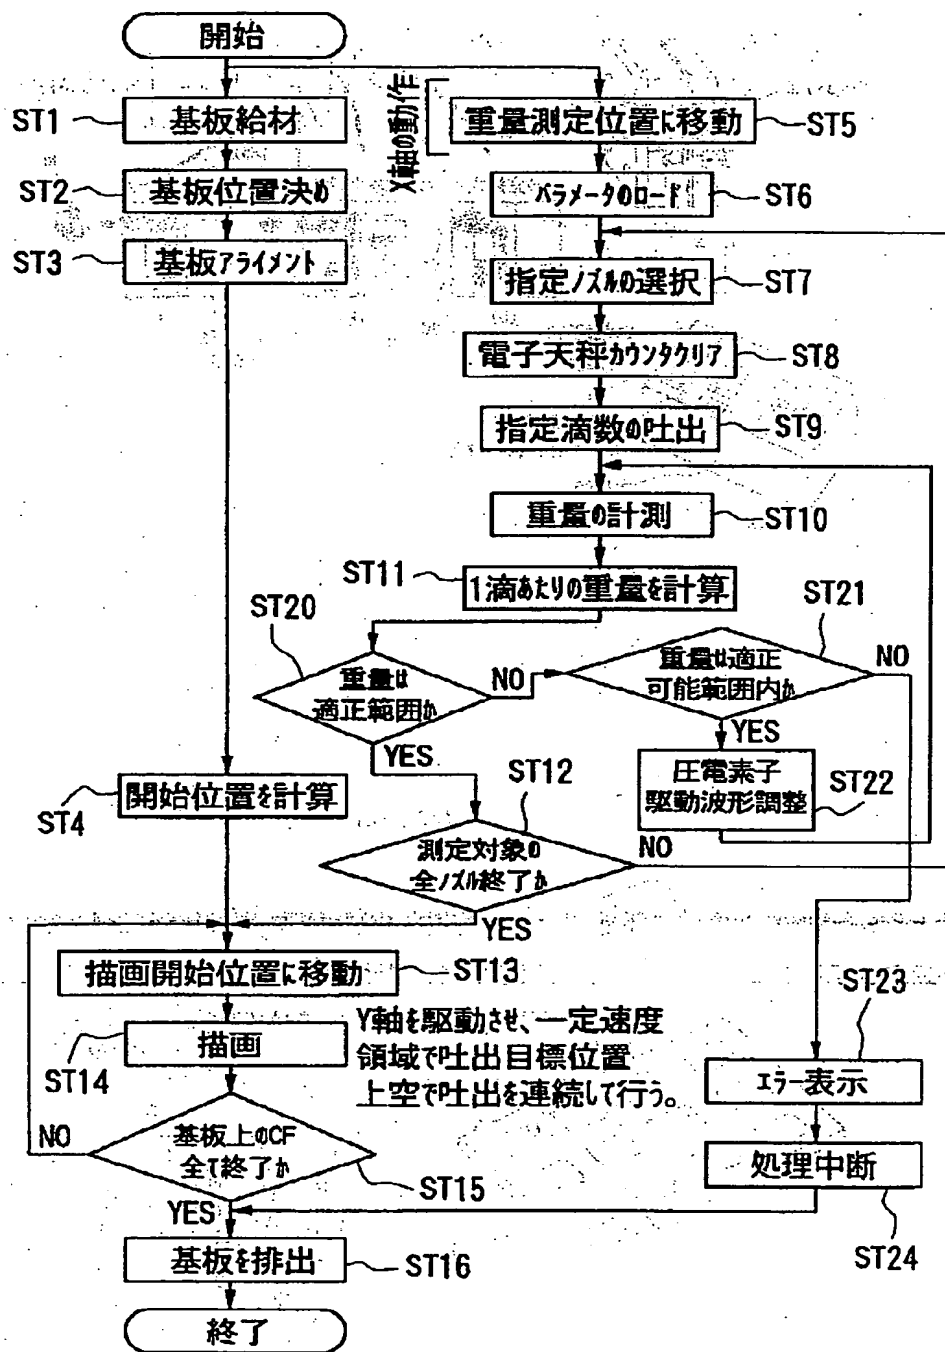 開始
ST1
基板給材
X軸の動作
重量測定位置に移動
ST5
ST2
基板位置決め
パラメータのロード
ST6
ST3
基板アライメント
指定ノズルの選択
ST7
電子天秤カウンタクリア
ST8
指定滴数の吐出
ST9
重量の計測
ST10
ST11
1滴あたりの重量を計算
ST20
重量は
適正範囲か
NO
YES
ST21
重量は適正
可能範囲内か
NO
YES
圧電素子
駆動波形調整
ST22
ST4
開始位置を計算
ST12
測定対象の
全ノズル終了か
NO
YES
描画開始位置に移動
ST13
ST14
描画
Y軸を駆動させ、一定速度
領域で吐出目標位置
上空で吐出を連続して行う。
ST23
エラー表示
NO
基板上のCF
全て終了か
ST15
YES
処理中断
ST24
基板を排出
ST16
終了